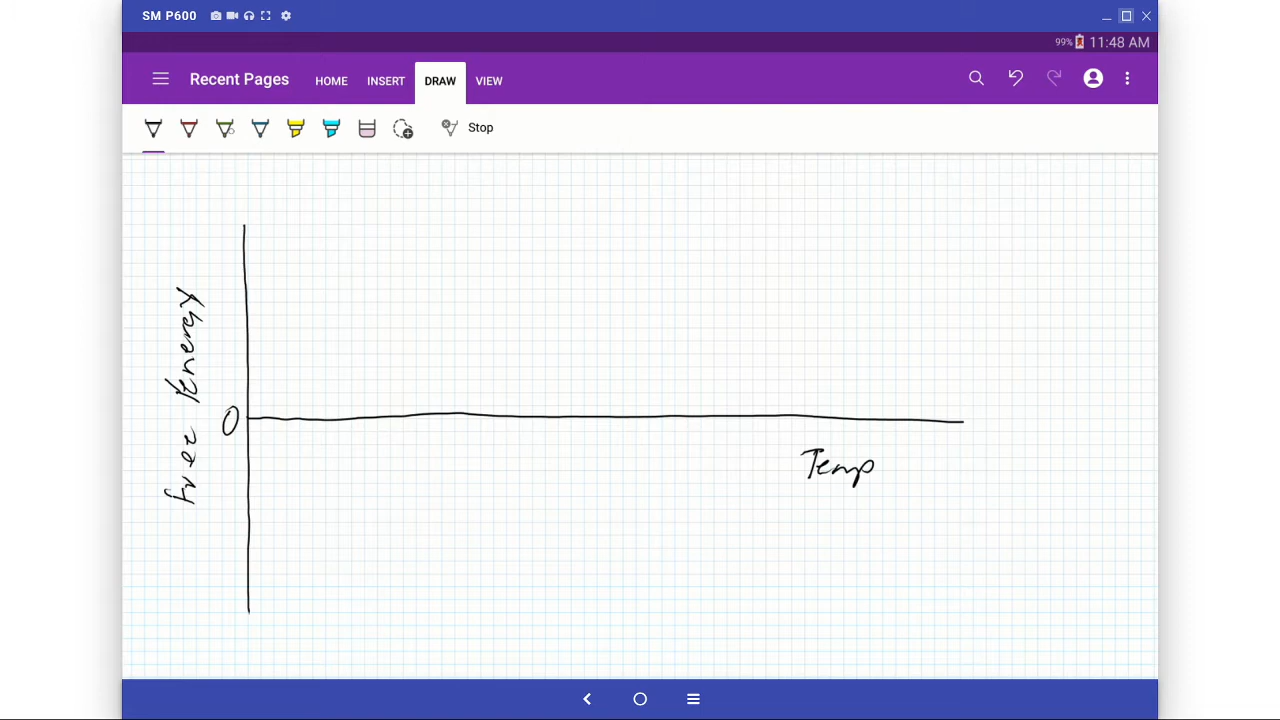 SM P600
99% 11:48 AM
Recent Pages HOME INSERT DRAW VIEW
Stop
free Energy
0
Temp